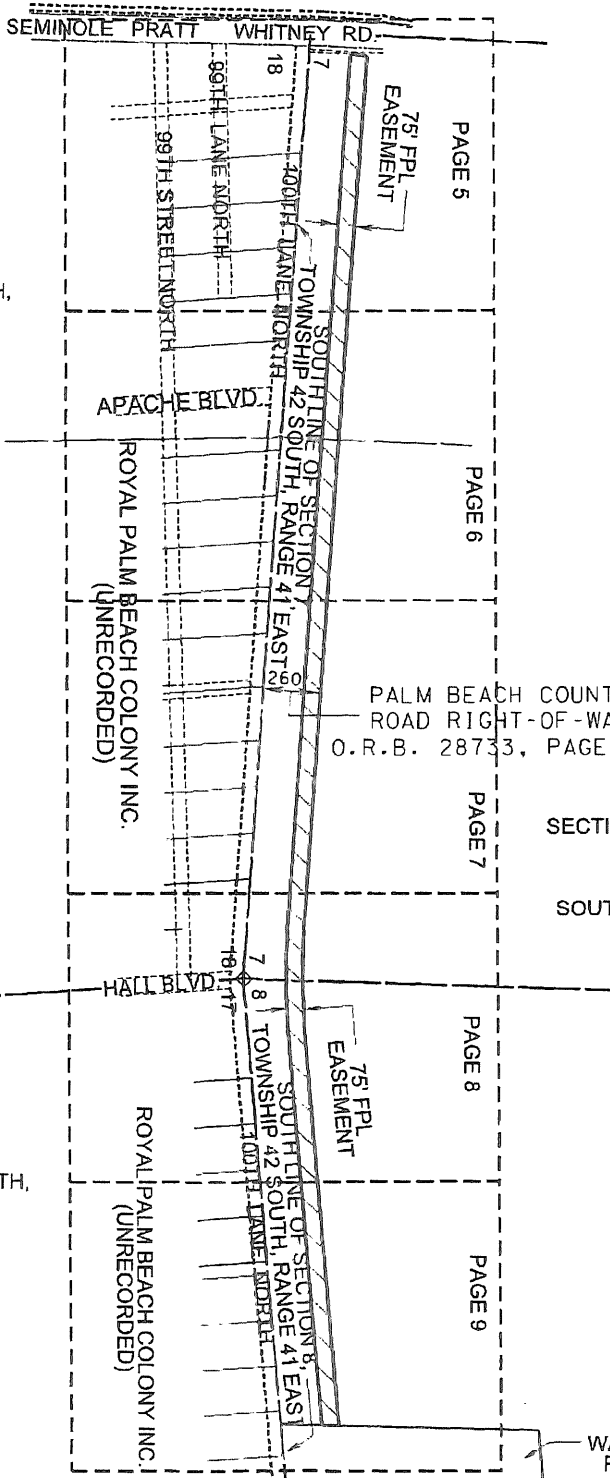 SEMINOLE PRATT WHITNEY RD.
18
7
75' FPL
EASEMENT
PAGE 5
99TH LANE NORTH
99TH STREET NORTH
100TH LANE NORTH
SOUTH LINE OF SECTION 7,
TOWNSHIP 42 SOUTH, RANGE 41 EAST
H,
APACHE BLVD.
PAGE 6
ROYAL PALM BEACH COLONY INC.
(UNRECORDED)
260
PALM BEACH COUNT
ROAD RIGHT-OF-WA
O.R.B. 28733, PAGE
PAGE 7
SECTI
SOUT
HALL BLVD.
18
7
17
8
75' FPL
EASEMENT
PAGE 8
SOUTH LINE OF SECTION 8,
TOWNSHIP 42 SOUTH, RANGE 41 EAST
100TH LANE NORTH
TH,
ROYAL PALM BEACH COLONY INC.
(UNRECORDED)
PAGE 9
WA